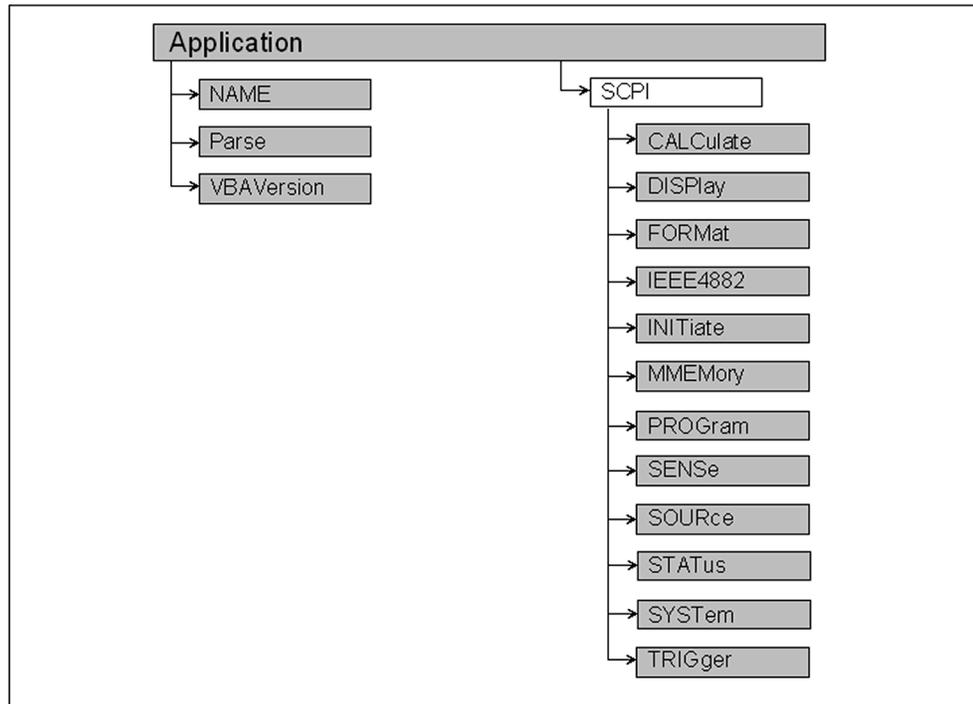 Application
NAME
Parse
VBAVersion
SCPI
CALCulate
DISPlay
FORMat
IEEE4882
INITiate
MMEMory
PROGram
SENSe
SOURce
STATus
SYSTem
TRIGger